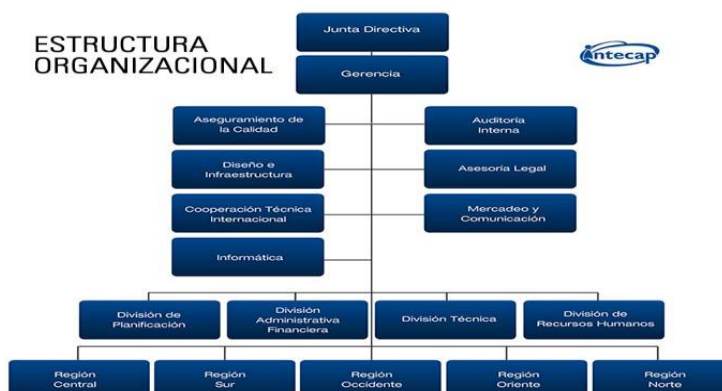 ESTRUCTURA
ORGANIZACIONAL
intecap
Junta Directiva
Gerencia
Aseguramiento de
la Calidad
Auditoría
Interna
Diseño e
Infraestructura
Asesoría Legal
Cooperación Técnica
Internacional
Mercadeo y
Comunicación
Informática
División de
Planificación
División
Administrativa
Financiera
División Técnica
División de
Recursos Humanos
Región
Central
Región
Sur
Región
Occidente
Región
Oriente
Región
Norte